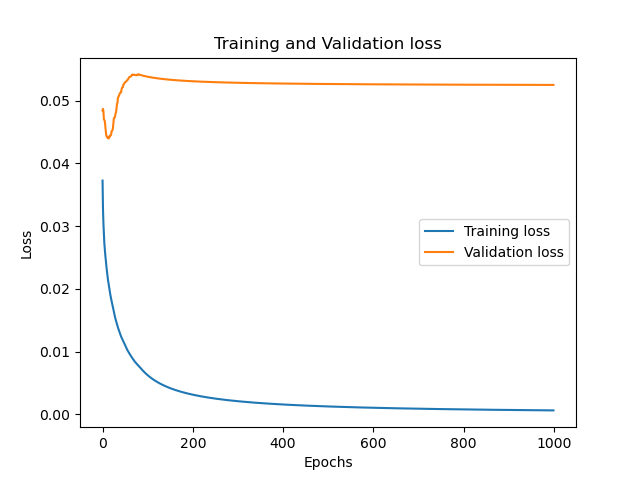 Training and Validation loss
Loss
0.05
0.04
0.03
0.02
0.01
0.00
Training loss
Validation loss
0 200 400 600 800 1000
Epochs